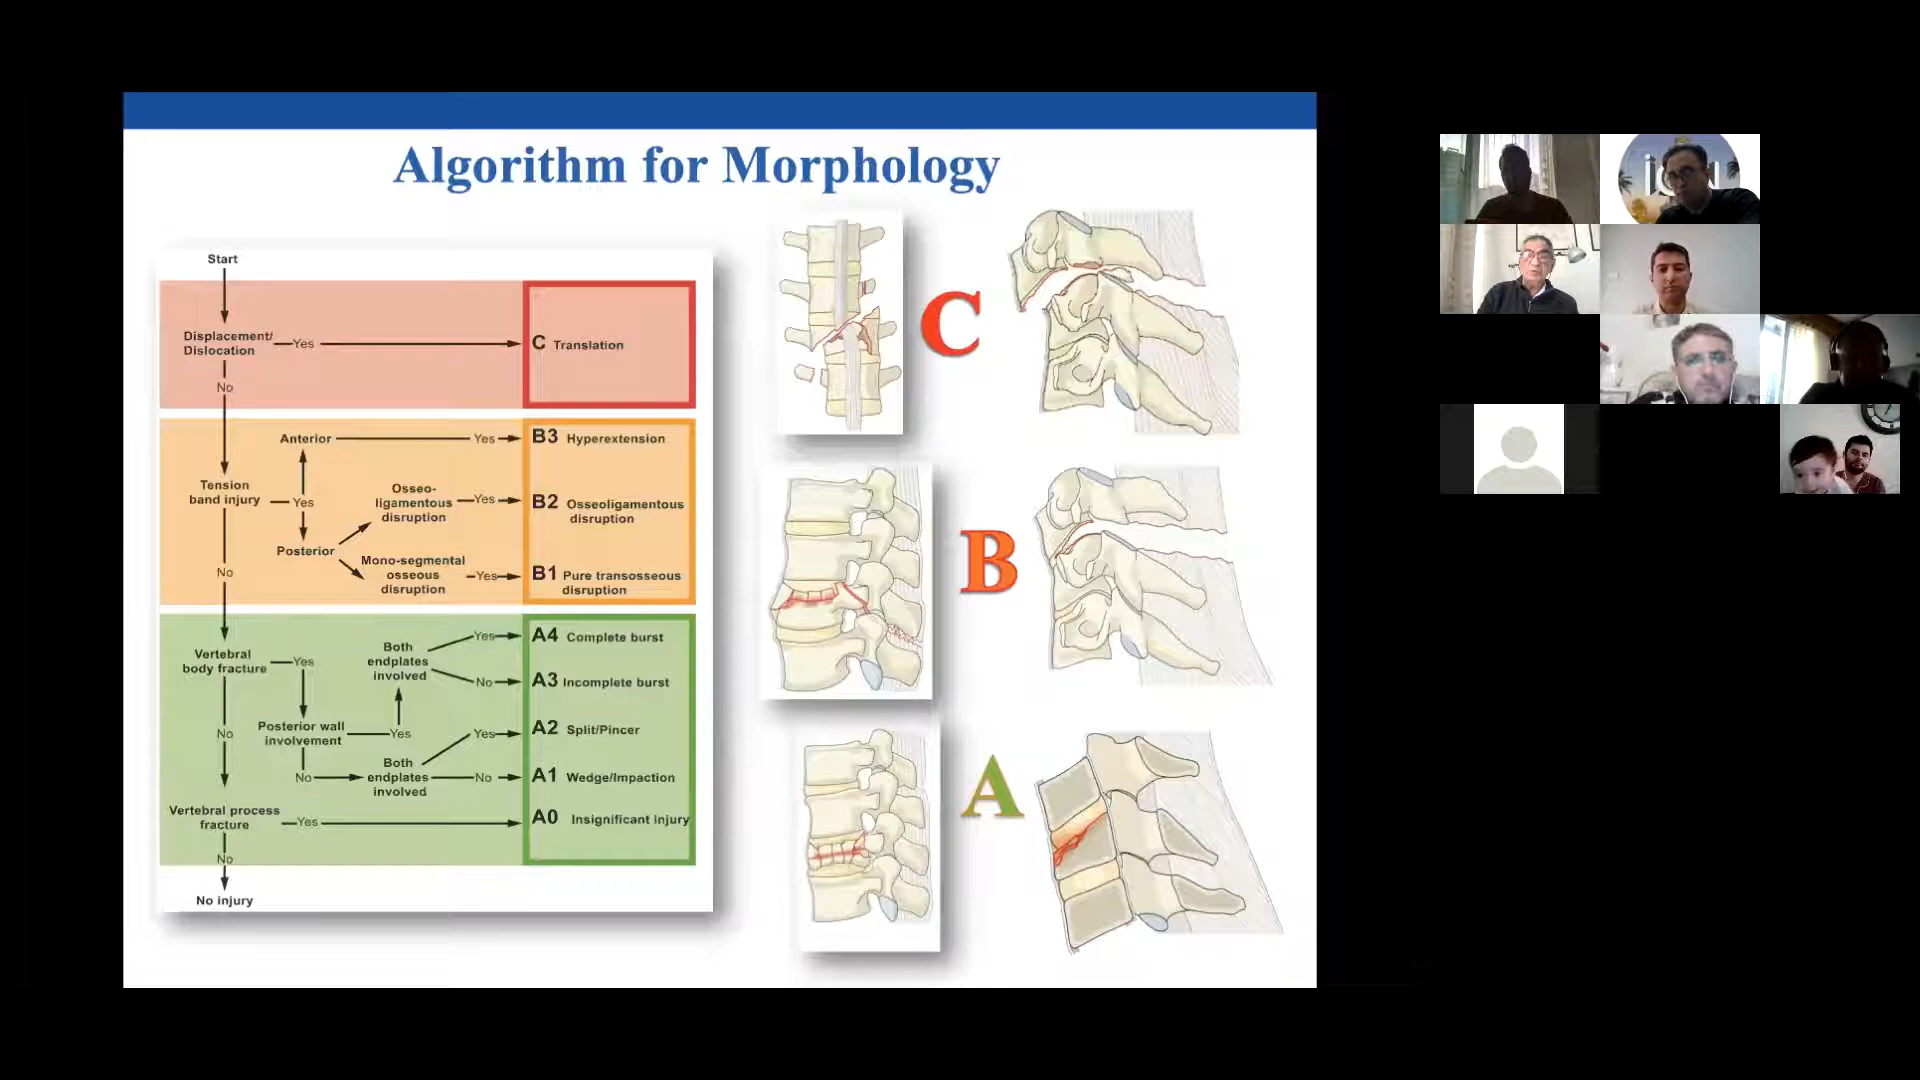 Algorithm for Morphology
Start
Displacement/
Dislocation
Yes
C Translation
No
Anterior
Yes
B3 Hyperextension
Tension
band injury
Yes
Osseo-
ligamentous
disruption
Yes
B2 Osseoligamentous
disruption
Posterior
Mono-segmental
osseous
disruption
Yes
B1 Pure transosseous
disruption
No
Vertebral
body fracture
Yes
Both
endplates
involved
Yes
A4 Complete burst
No
A3 Incomplete burst
Posterior wall
involvement
Yes
No
Both
endplates
involved
Yes
A2 Split/Pincer
No
A1 Wedge/Impaction
No
Vertebral process
fracture
Yes
A0 Insignificant injury
No
No injury
C
B
A